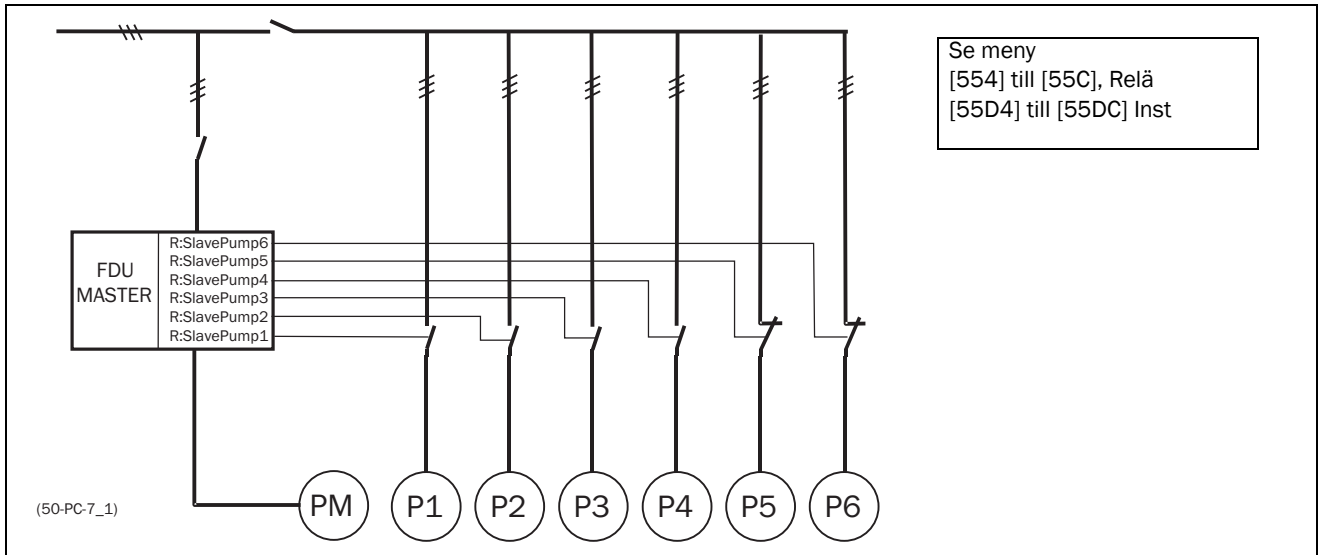 Se meny
[554] till [55C], Relä
[55D4] till [55DC] Inst
FDU
MASTER
R:SlavePump6
R:SlavePump5
R:SlavePump4
R:SlavePump3
R:SlavePump2
R:SlavePump1
PM
P1
P2
P3
P4
P5
P6
(50-PC-7_1)